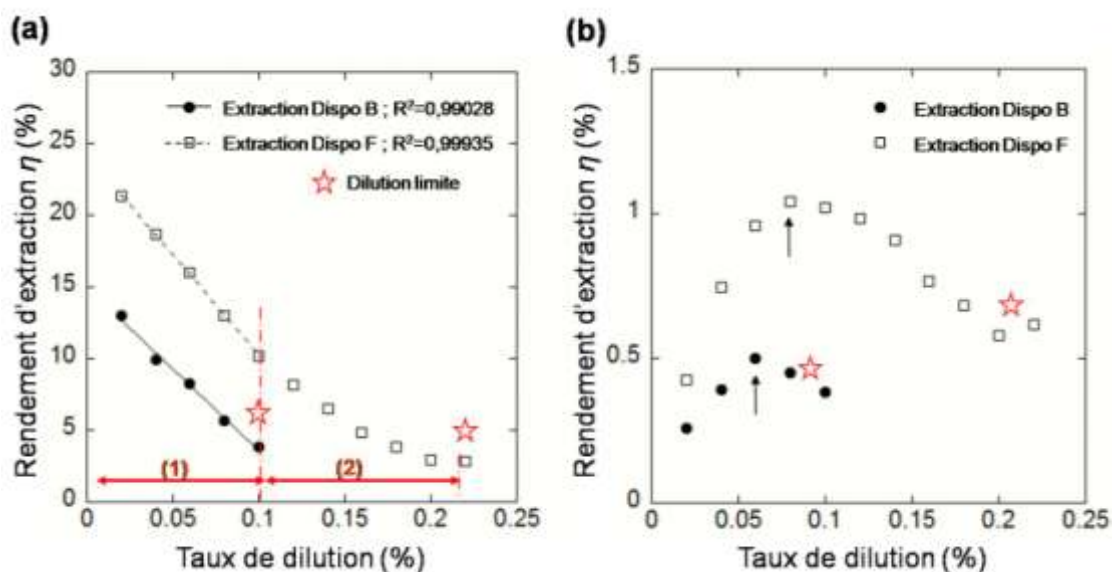 (a)
Rendement d'extraction η (%)
30
25
20
15
10
5
0
Extraction Dispo B ; R²=0,99028
Extraction Dispo F ; R²=0,99935
Dilution limite
(1)
(2)
0
0.05
0.1
0.15
0.2
0.25
Taux de dilution (%)
(b)
Rendement d'extraction η (%)
1.5
1
0.5
0
Extraction Dispo B
Extraction Dispo F
0
0.05
0.1
0.15
0.2
0.25
Taux de dilution (%)